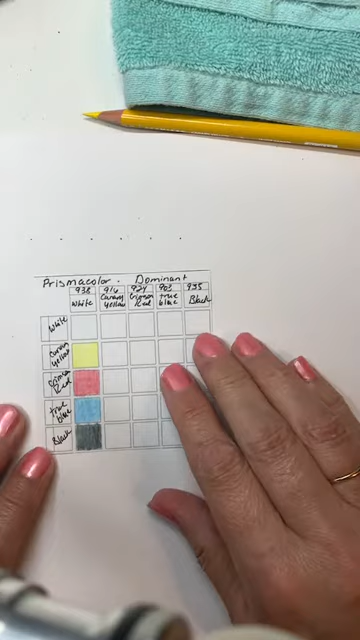 Prismacolor - Dominant
938 916 924 903 935
White Canary Yellow Crimson Red true blue Black
White
Canary Yellow
Crimson Red
true blue
Black